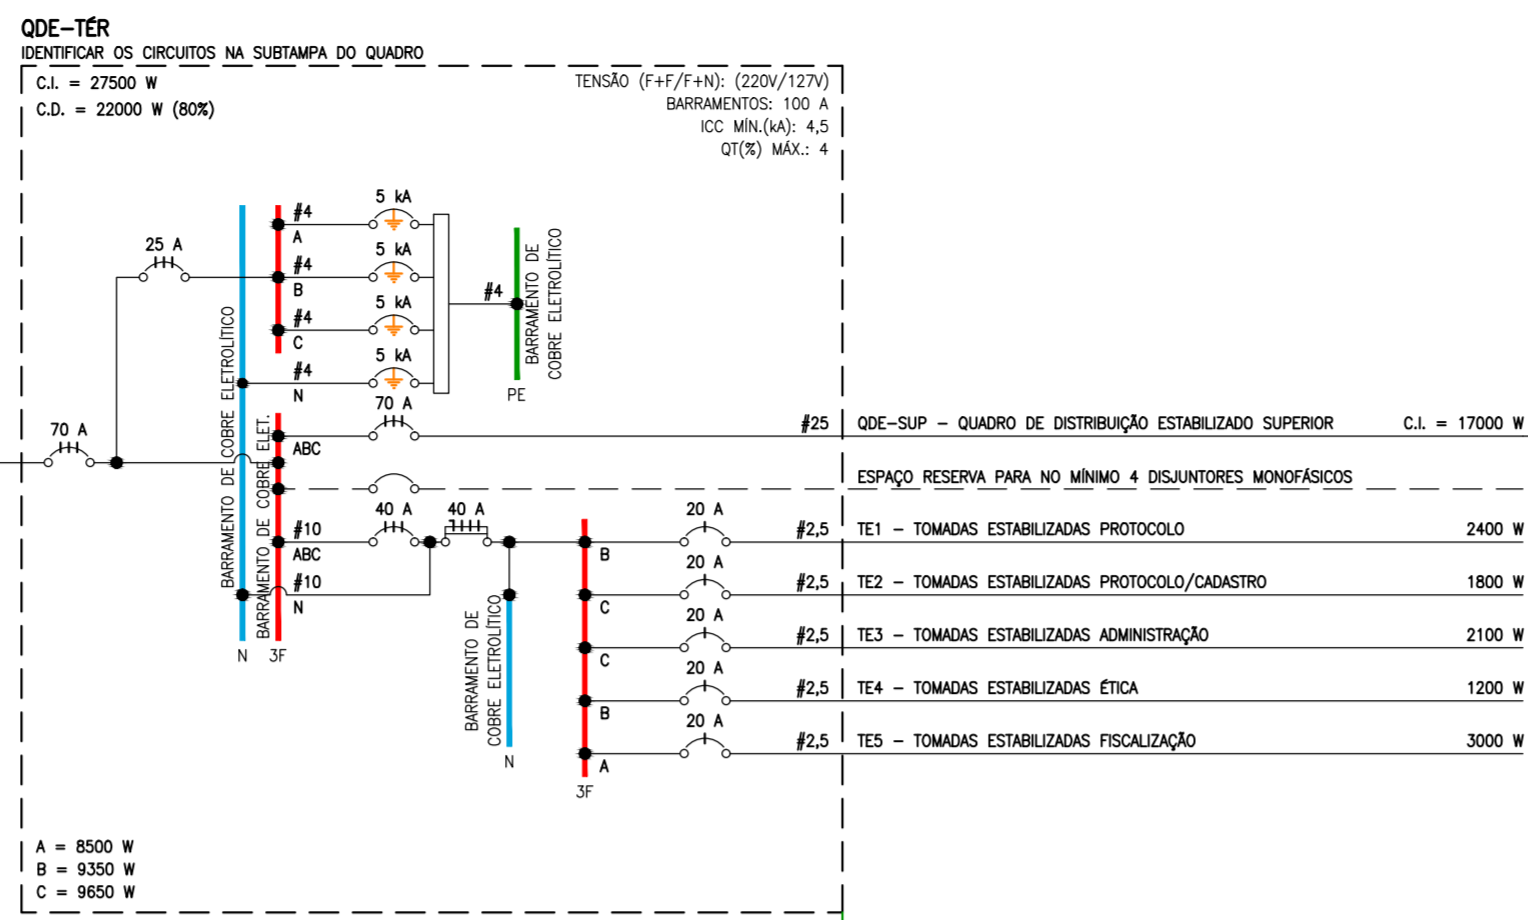 QDE-TÉR
IDENTIFICAR OS CIRCUITOS NA SUBTAMPA DO QUADRO
C.I. = 27500 W
C.D. = 22000 W (80%)
TENSÃO (F+F/F+N): (220V/127V)
BARRAMENTOS: 100 A
ICC MÍN.(kA): 4,5
QT(%) MÁX.: 4
5 kA
#4
A
25 A
5 kA
#4
B
#4
5 kA
#4
C
5 kA
#4
N
BARRAMENTO DE
COBRE ELETROLÍTICO
PE
BARRAMENTO DE COBRE ELETROLÍTICO
BARRAMENTO DE COBRE ELET.
70 A
70 A
ABC
#25
QDE-SUP - QUADRO DE DISTRIBUIÇÃO ESTABILIZADO SUPERIOR
C.I. = 17000 W
ESPAÇO RESERVA PARA NO MÍNIMO 4 DISJUNTORES MONOFÁSICOS
#10
ABC
40 A
40 A
#10
N
N
3F
BARRAMENTO DE
COBRE ELETROLÍTICO
N
B
20 A
#2,5
TE1 - TOMADAS ESTABILIZADAS PROTOCOLO
2400 W
C
20 A
#2,5
TE2 - TOMADAS ESTABILIZADAS PROTOCOLO/CADASTRO
1800 W
C
20 A
#2,5
TE3 - TOMADAS ESTABILIZADAS ADMINISTRAÇÃO
2100 W
B
20 A
#2,5
TE4 - TOMADAS ESTABILIZADAS ÉTICA
1200 W
A
20 A
#2,5
TE5 - TOMADAS ESTABILIZADAS FISCALIZAÇÃO
3000 W
3F
A = 8500 W
B = 9350 W
C = 9650 W